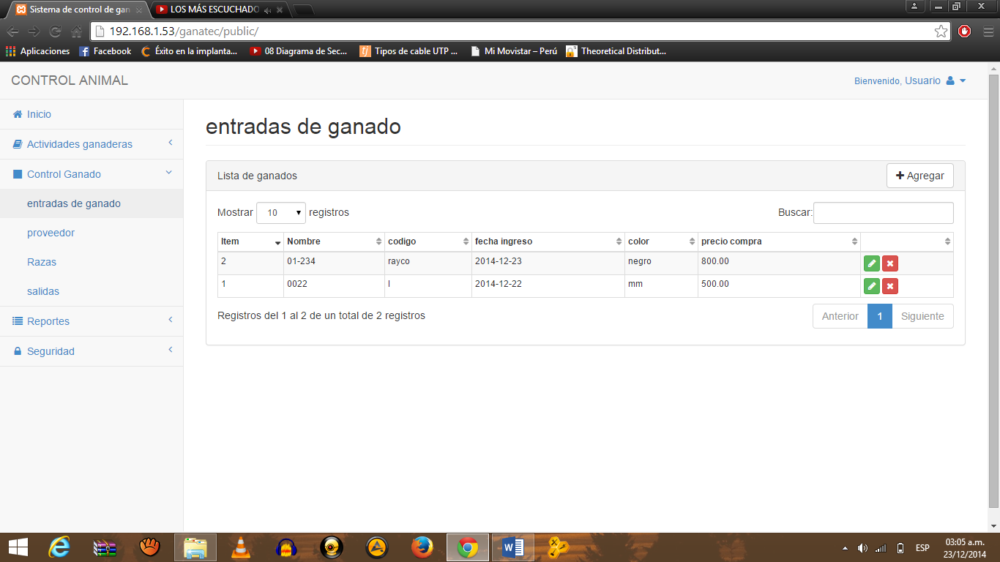 Sistema de control de gan
LOS MÁS ESCUCHADO
192.168.1.53/ganatec/public/
Aplicaciones Facebook Éxito en la implanta... 08 Diagrama de Sec... Tipos de cable UTP ... Mi Movistar – Perú Theoretical Distribut...
CONTROL ANIMAL
Bienvenido, Usuario
Inicio
Actividades ganaderas
Control Ganado
entradas de ganado
proveedor
Razas
salidas
Reportes
Seguridad
entradas de ganado
Lista de ganados
Agregar
Mostrar 10 registros
Buscar:
Item Nombre codigo fecha ingreso color precio compra
2 01-234 rayco 2014-12-23 negro 800.00
1 0022 l 2014-12-22 mm 500.00
Registros del 1 al 2 de un total de 2 registros
Anterior 1 Siguiente
ESP
03:05 a.m.
23/12/2014